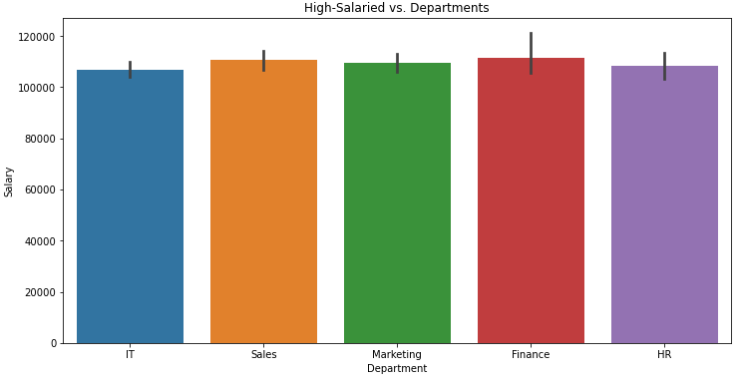 High-Salaried vs. Departments
120000
100000
80000
60000
40000
20000
0
Salary
IT Sales Marketing Finance HR
Department